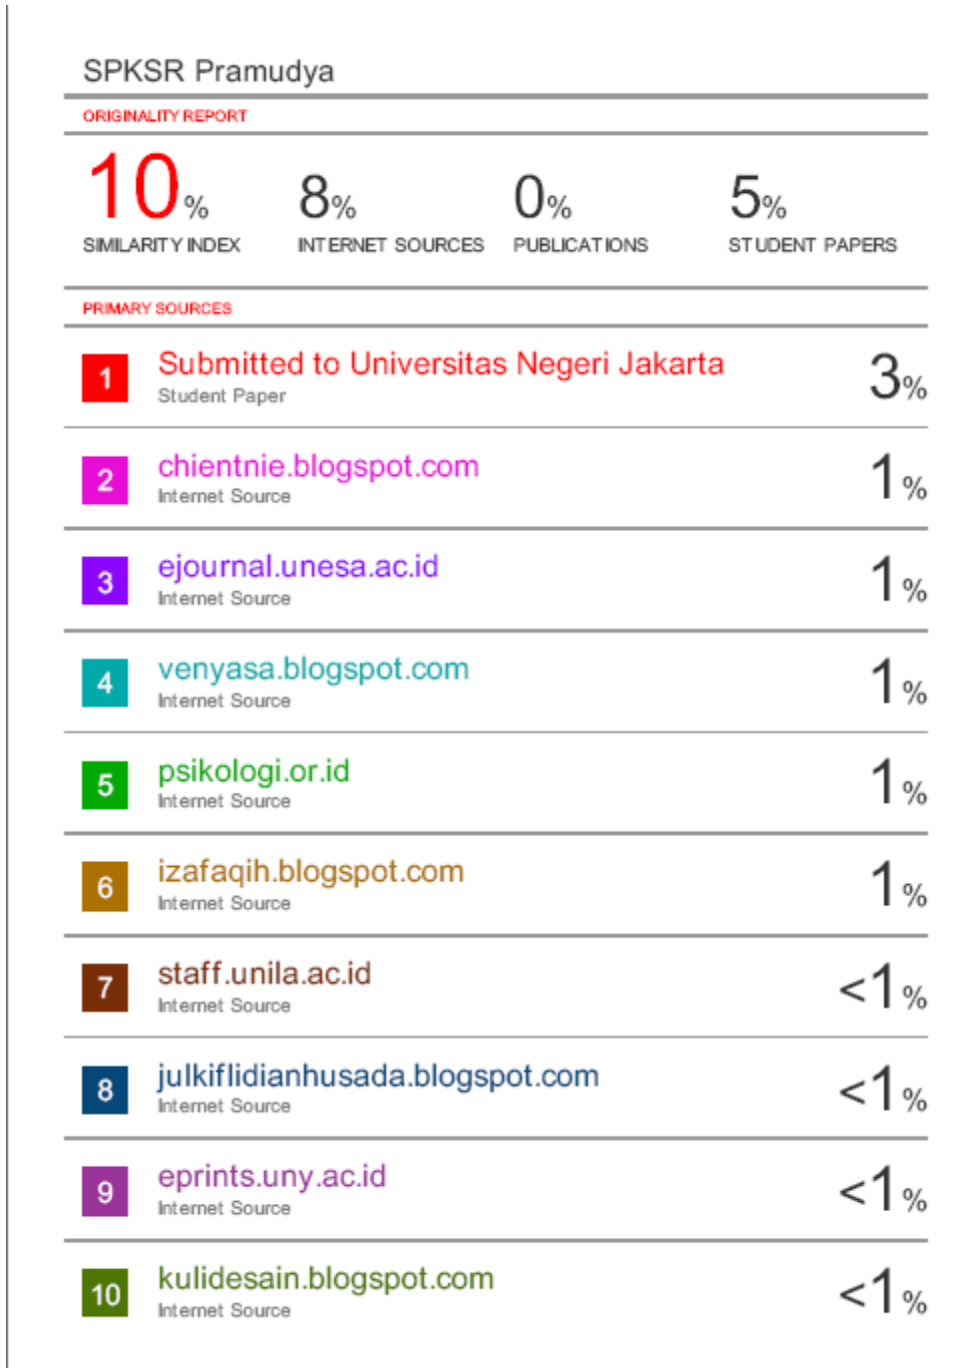 SPKSR Pramudya
ORIGINALITY REPORT
10% 8% 0% 5%
SIMILARITY INDEX INTERNET SOURCES PUBLICATIONS STUDENT PAPERS
PRIMARY SOURCES
1 Submitted to Universitas Negeri Jakarta 3%
Student Paper
2 chientnie.blogspot.com 1%
Internet Source
3 ejournal.unesa.ac.id 1%
Internet Source
4 venyasa.blogspot.com 1%
Internet Source
5 psikologi.or.id 1%
Internet Source
6 izafaqih.blogspot.com 1%
Internet Source
7 staff.unila.ac.id <1%
Internet Source
8 julkiflidianhusada.blogspot.com <1%
Internet Source
9 eprints.uny.ac.id <1%
Internet Source
10 kulidesain.blogspot.com <1%
Internet Source